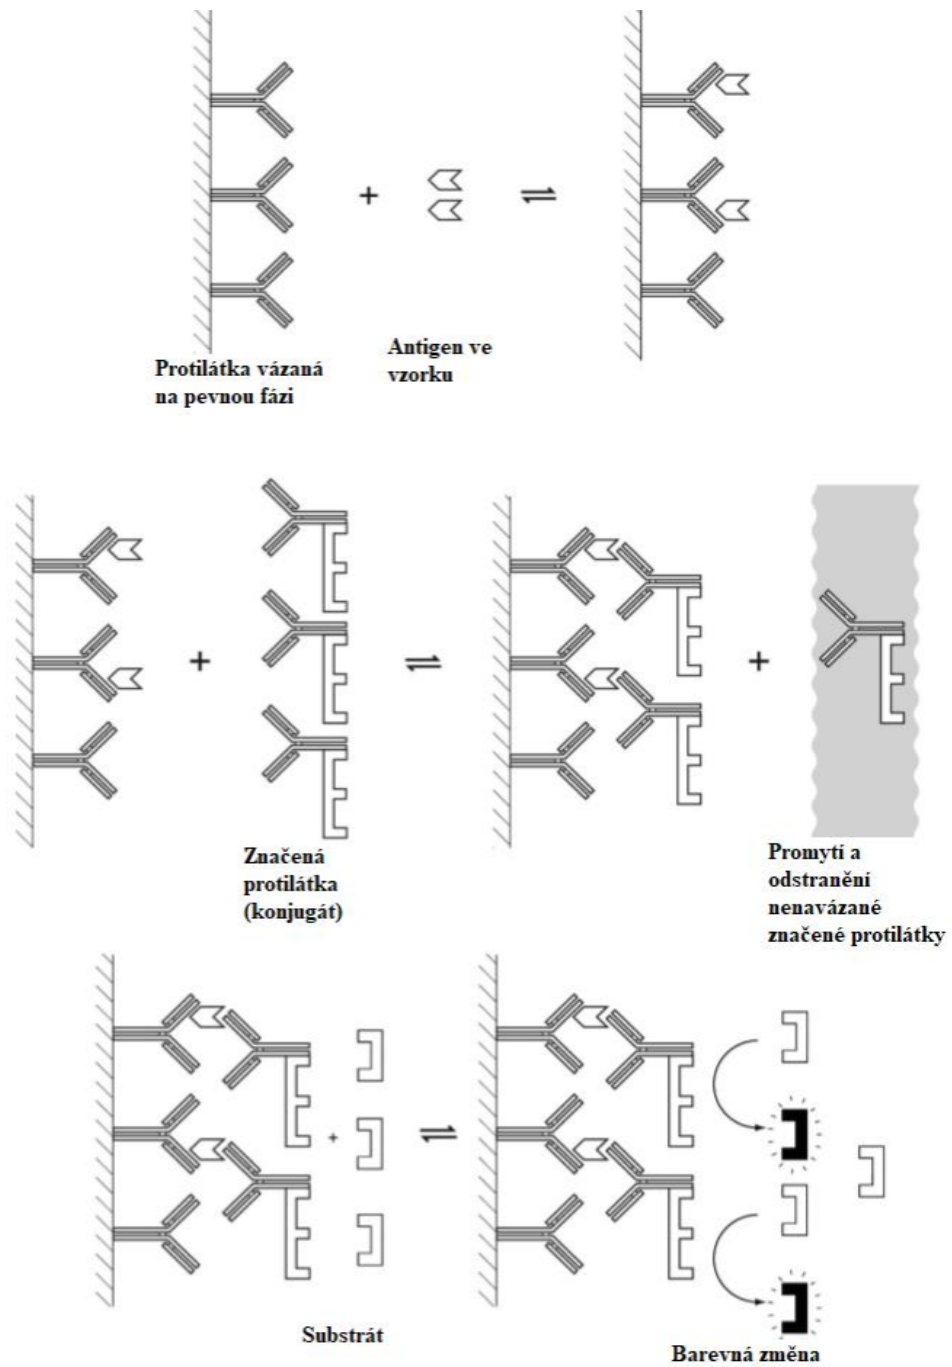 Protilátka vázaná
na pevnou fázi
Antigen ve
vzorku
Značená
protilátka
(konjugát)
Promytí a
odstranění
nenavázané
značené protilátky
Substrát
Barevná změna